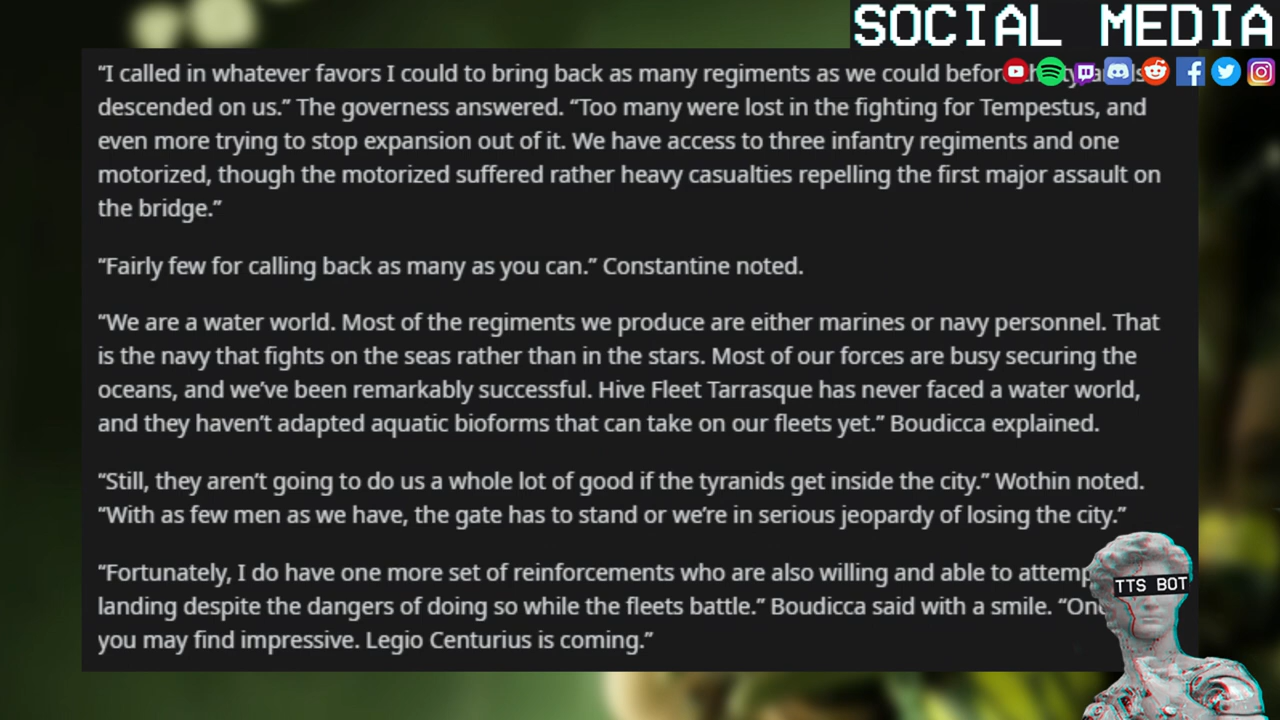 SOCIAL MEDIA
“I called in whatever favors I could to bring back as many regiments as we could before
descended on us.” The governess answered. “Too many were lost in the fighting for Tempestus, and
even more trying to stop expansion out of it. We have access to three infantry regiments and one
motorized, though the motorized suffered rather heavy casualties repelling the first major assault on
the bridge.”
“Fairly few for calling back as many as you can.” Constantine noted.
“We are a water world. Most of the regiments we produce are either marines or navy personnel. That
is the navy that fights on the seas rather than in the stars. Most of our forces are busy securing the
oceans, and we’ve been remarkably successful. Hive Fleet Tarrasque has never faced a water world,
and they haven’t adapted aquatic bioforms that can take on our fleets yet.” Boudicca explained.
“Still, they aren’t going to do us a whole lot of good if the tyranids get inside the city.” Wothin noted.
“With as few men as we have, the gate has to stand or we’re in serious jeopardy of losing the city.”
“Fortunately, I do have one more set of reinforcements who are also willing and able to attempt
landing despite the dangers of doing so while the fleets battle.” Boudicca said with a smile.
you may find impressive. Legio Centurius is coming.”
TTS BOT